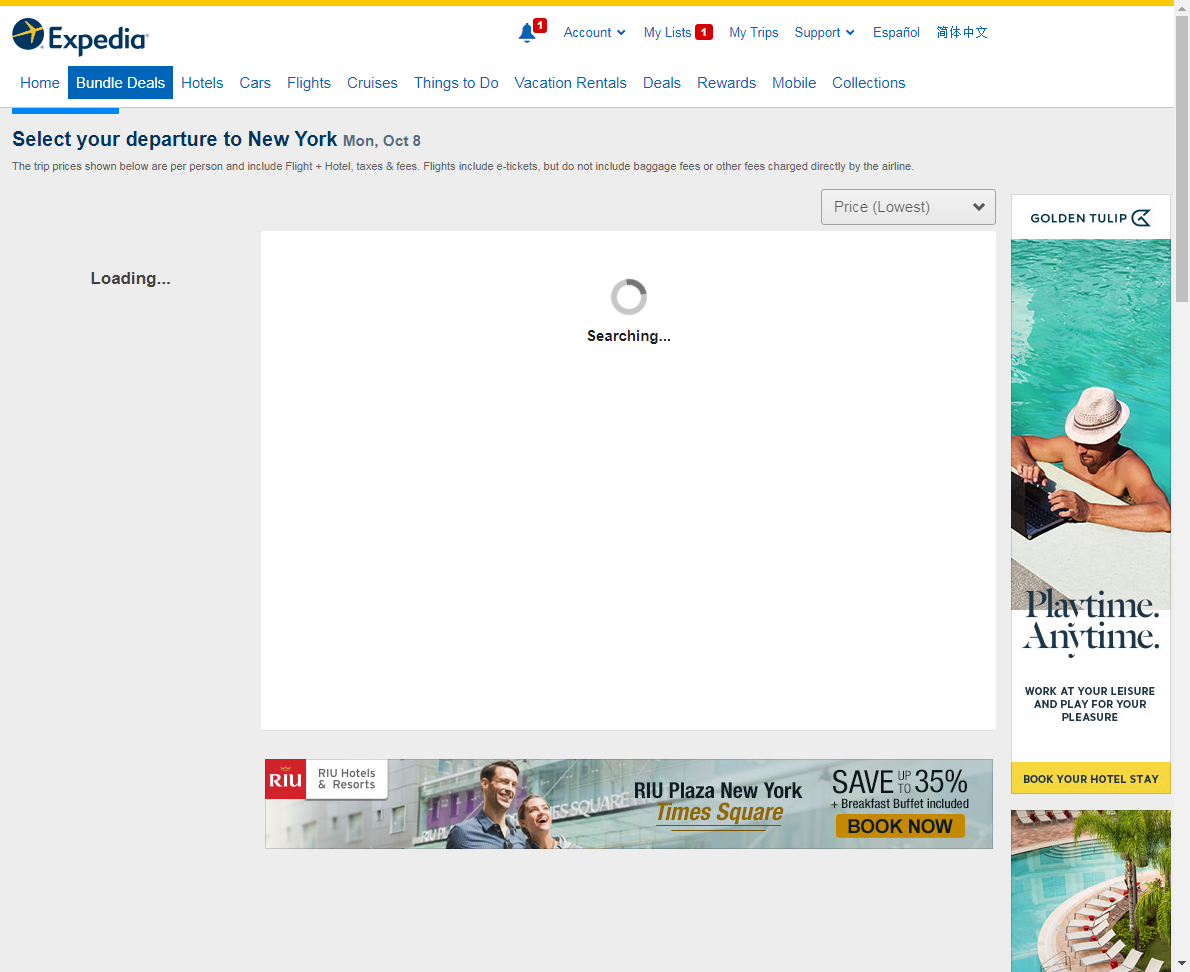 Expedia
1
Account
My Lists 1
My Trips
Support
Español
简体中文
Home
Bundle Deals
Hotels
Cars
Flights
Cruises
Things to Do
Vacation Rentals
Deals
Rewards
Mobile
Collections
Select your departure to New York Mon, Oct 8
The trip prices shown below are per person and include Flight + Hotel, taxes & fees. Flights include e-tickets, but do not include baggage fees or other fees charged directly by the airline.
Price (Lowest)
Loading...
Searching...
GOLDEN TULIP
Playtime.
Anytime.
WORK AT YOUR LEISURE
AND PLAY FOR YOUR
PLEASURE
BOOK YOUR HOTEL STAY
RIU
RIU Hotels
& Resorts
RIU PLAZA
RIU Plaza New York
Times Square
SAVE UP TO 35%
+ Breakfast Buffet included
BOOK NOW